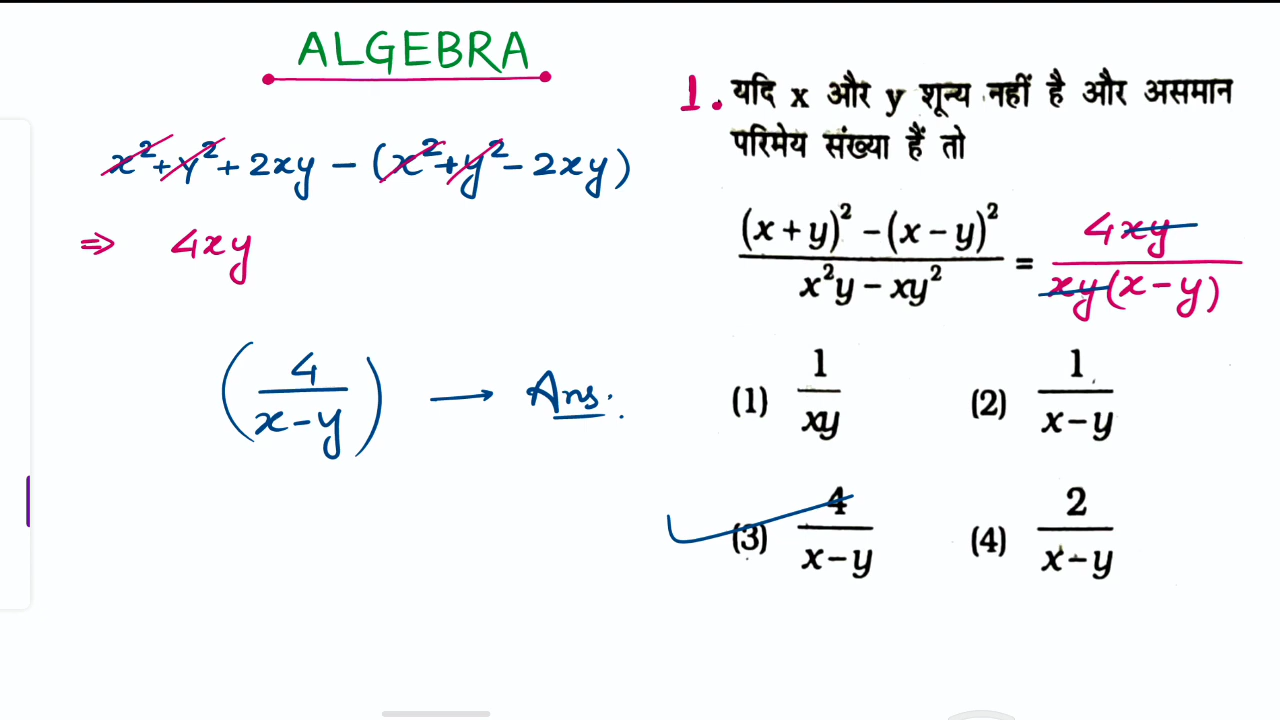 ALGEBRA
x² + y² + 2xy − (x² + y² − 2xy)
⇒ 4xy
(4/(x−y)) → Ans.
1. यदि x और y शून्य नहीं है और असमान
परिमेय संख्या हैं तो
((x+y)² − (x−y)²)/(x²y − xy²) = 4xy/(xy(x−y))
(1) 1/xy (2) 1/(x−y)
(3) 4/(x−y) (4) 2/(x−y)